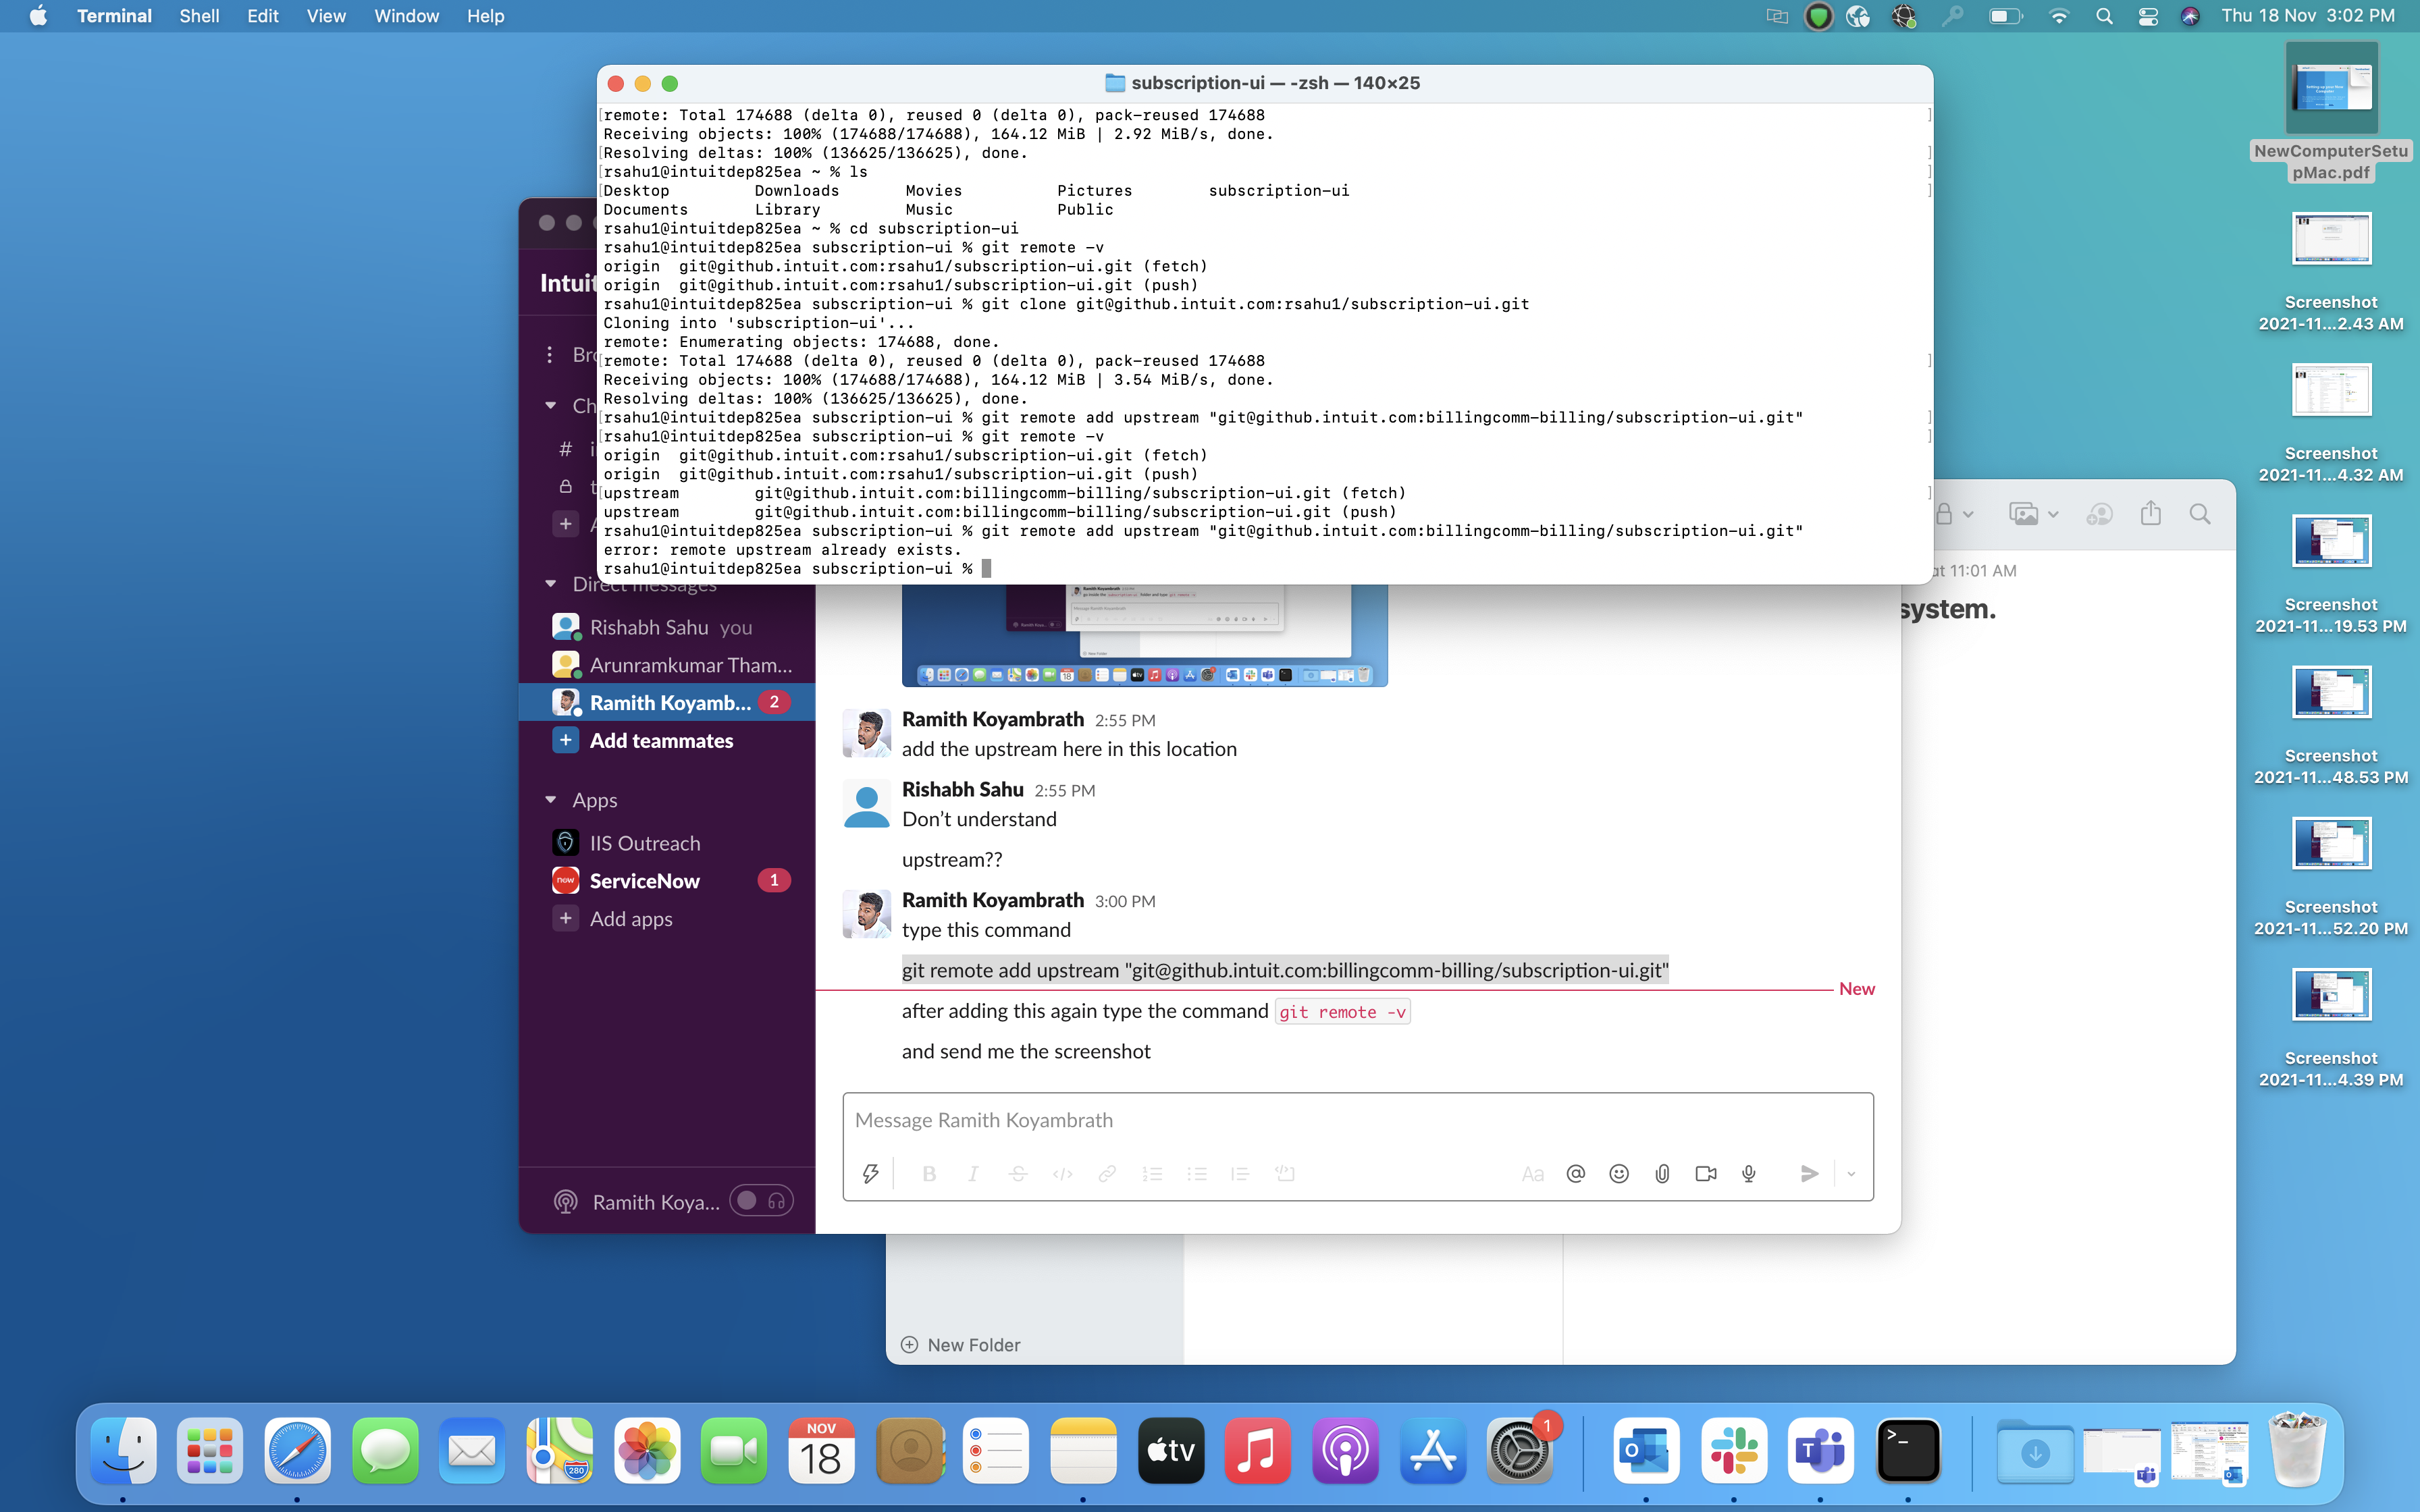 Terminal Shell Edit View Window Help
Thu 18 Nov 3:02 PM
subscription-ui — -zsh — 140×25
remote: Total 174688 (delta 0), reused 0 (delta 0), pack-reused 174688
Receiving objects: 100% (174688/174688), 164.12 MiB | 2.92 MiB/s, done.
Resolving deltas: 100% (136625/136625), done.
rsahu1@intuitdep825ea ~ % ls
Desktop Downloads Movies Pictures subscription-ui
Documents Library Music Public
rsahu1@intuitdep825ea ~ % cd subscription-ui
rsahu1@intuitdep825ea subscription-ui % git remote -v
origin git@github.intuit.com:rsahu1/subscription-ui.git (fetch)
origin git@github.intuit.com:rsahu1/subscription-ui.git (push)
rsahu1@intuitdep825ea subscription-ui % git clone git@github.intuit.com:rsahu1/subscription-ui.git
Cloning into 'subscription-ui'...
remote: Enumerating objects: 174688, done.
remote: Total 174688 (delta 0), reused 0 (delta 0), pack-reused 174688
Receiving objects: 100% (174688/174688), 164.12 MiB | 3.54 MiB/s, done.
Resolving deltas: 100% (136625/136625), done.
rsahu1@intuitdep825ea subscription-ui % git remote add upstream "git@github.intuit.com:billingcomm-billing/subscription-ui.git"
rsahu1@intuitdep825ea subscription-ui % git remote -v
origin git@github.intuit.com:rsahu1/subscription-ui.git (fetch)
origin git@github.intuit.com:rsahu1/subscription-ui.git (push)
upstream git@github.intuit.com:billingcomm-billing/subscription-ui.git (fetch)
upstream git@github.intuit.com:billingcomm-billing/subscription-ui.git (push)
rsahu1@intuitdep825ea subscription-ui % git remote add upstream "git@github.intuit.com:billingcomm-billing/subscription-ui.git"
error: remote upstream already exists.
rsahu1@intuitdep825ea subscription-ui %
Intuit
Direct messages
Rishabh Sahu you
Arunramkumar Tham...
Ramith Koyamb... 2
Add teammates
Apps
IIS Outreach
ServiceNow 1
Add apps
Ramith Koya...
Ramith Koyambrath 2:55 PM
add the upstream here in this location
Rishabh Sahu 2:55 PM
Don't understand
upstream??
Ramith Koyambrath 3:00 PM
type this command
git remote add upstream "git@github.intuit.com:billingcomm-billing/subscription-ui.git"
New
after adding this again type the command git remote -v
and send me the screenshot
Message Ramith Koyambrath
Aa
at 11:01 AM
system.
New Folder
NewComputerSetu
pMac.pdf
Screenshot
2021-11...2.43 AM
Screenshot
2021-11...4.32 AM
Screenshot
2021-11...19.53 PM
Screenshot
2021-11...48.53 PM
Screenshot
2021-11...52.20 PM
Screenshot
2021-11...4.39 PM
NOV
18
280
tv
1